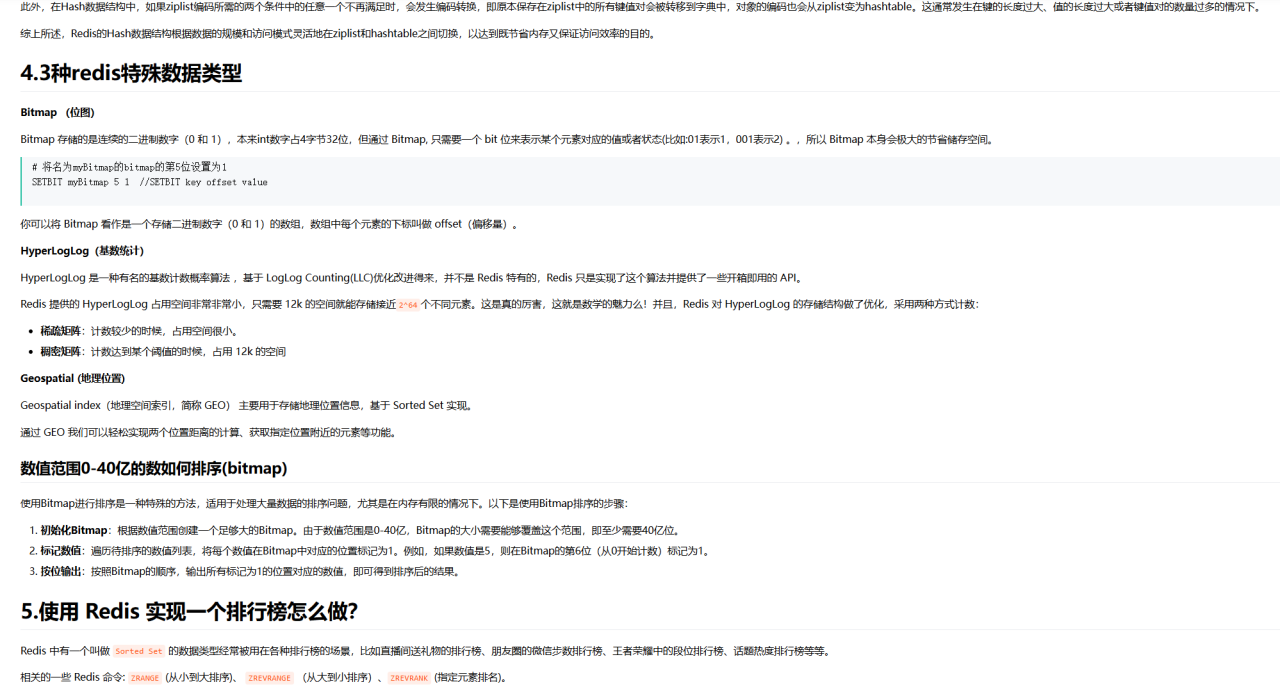 此外，在Hash数据结构中，如果ziplist编码所需的两个条件中的任意一个不再满足时，会发生编码转换，即原本保存在ziplist中的所有键值对会被转移到字典中，对象的编码也会从ziplist变为hashtable。这通常发生在键的长度过大、值的长度过大或者键值对的数量过多的情况下。
综上所述，Redis的Hash数据结构根据数据的规模和访问模式灵活地在ziplist和hashtable之间切换，以达到既节省内存又保证访问效率的目的。
4.3种redis特殊数据类型
Bitmap （位图）
Bitmap 存储的是连续的二进制数字（0 和 1），本来int数字占4字节32位，但通过 Bitmap, 只需要一个 bit 位来表示某个元素对应的值或者状态(比如:01表示1，001表示2) 。，所以 Bitmap 本身会极大的节省储存空间。
# 将名为myBitmap的bitmap的第5位设置为1
SETBIT myBitmap 5 1  //SETBIT key offset value
你可以将 Bitmap 看作是一个存储二进制数字（0 和 1）的数组，数组中每个元素的下标叫做 offset（偏移量）。
HyperLogLog（基数统计）
HyperLogLog 是一种有名的基数计数概率算法 ，基于 LogLog Counting(LLC)优化改进得来，并不是 Redis 特有的，Redis 只是实现了这个算法并提供了一些开箱即用的 API。
Redis 提供的 HyperLogLog 占用空间非常非常小，只需要 12k 的空间就能存储接近 2^64 个不同元素。这是真的厉害，这就是数学的魅力么！并且，Redis 对 HyperLogLog 的存储结构做了优化，采用两种方式计数：
• 稀疏矩阵：计数较少的时候，占用空间很小。
• 稠密矩阵：计数达到某个阈值的时候，占用 12k 的空间
Geospatial (地理位置)
Geospatial index（地理空间索引，简称 GEO） 主要用于存储地理位置信息，基于 Sorted Set 实现。
通过 GEO 我们可以轻松实现两个位置距离的计算、获取指定位置附近的元素等功能。
数值范围0-40亿的数如何排序(bitmap)
使用Bitmap进行排序是一种特殊的方法，适用于处理大量数据的排序问题，尤其是在内存有限的情况下。以下是使用Bitmap排序的步骤：
1. 初始化Bitmap：根据数值范围创建一个足够大的Bitmap。由于数值范围是0-40亿，Bitmap的大小需要能够覆盖这个范围，即至少需要40亿位。
2. 标记数值：遍历待排序的数值列表，将每个数值在Bitmap中对应的位置标记为1。例如，如果数值是5，则在Bitmap的第6位（从0开始计数）标记为1。
3. 按位输出：按照Bitmap的顺序，输出所有标记为1的位置对应的数值，即可得到排序后的结果。
5.使用 Redis 实现一个排行榜怎么做？
Redis 中有一个叫做 Sorted Set 的数据类型经常被用在各种排行榜的场景，比如直播间送礼物的排行榜、朋友圈的微信步数排行榜、王者荣耀中的段位排行榜、话题热度排行榜等等。
相关的一些 Redis 命令: ZRANGE (从小到大排序)、 ZREVRANGE （从大到小排序）、ZREVRANK (指定元素排名)。